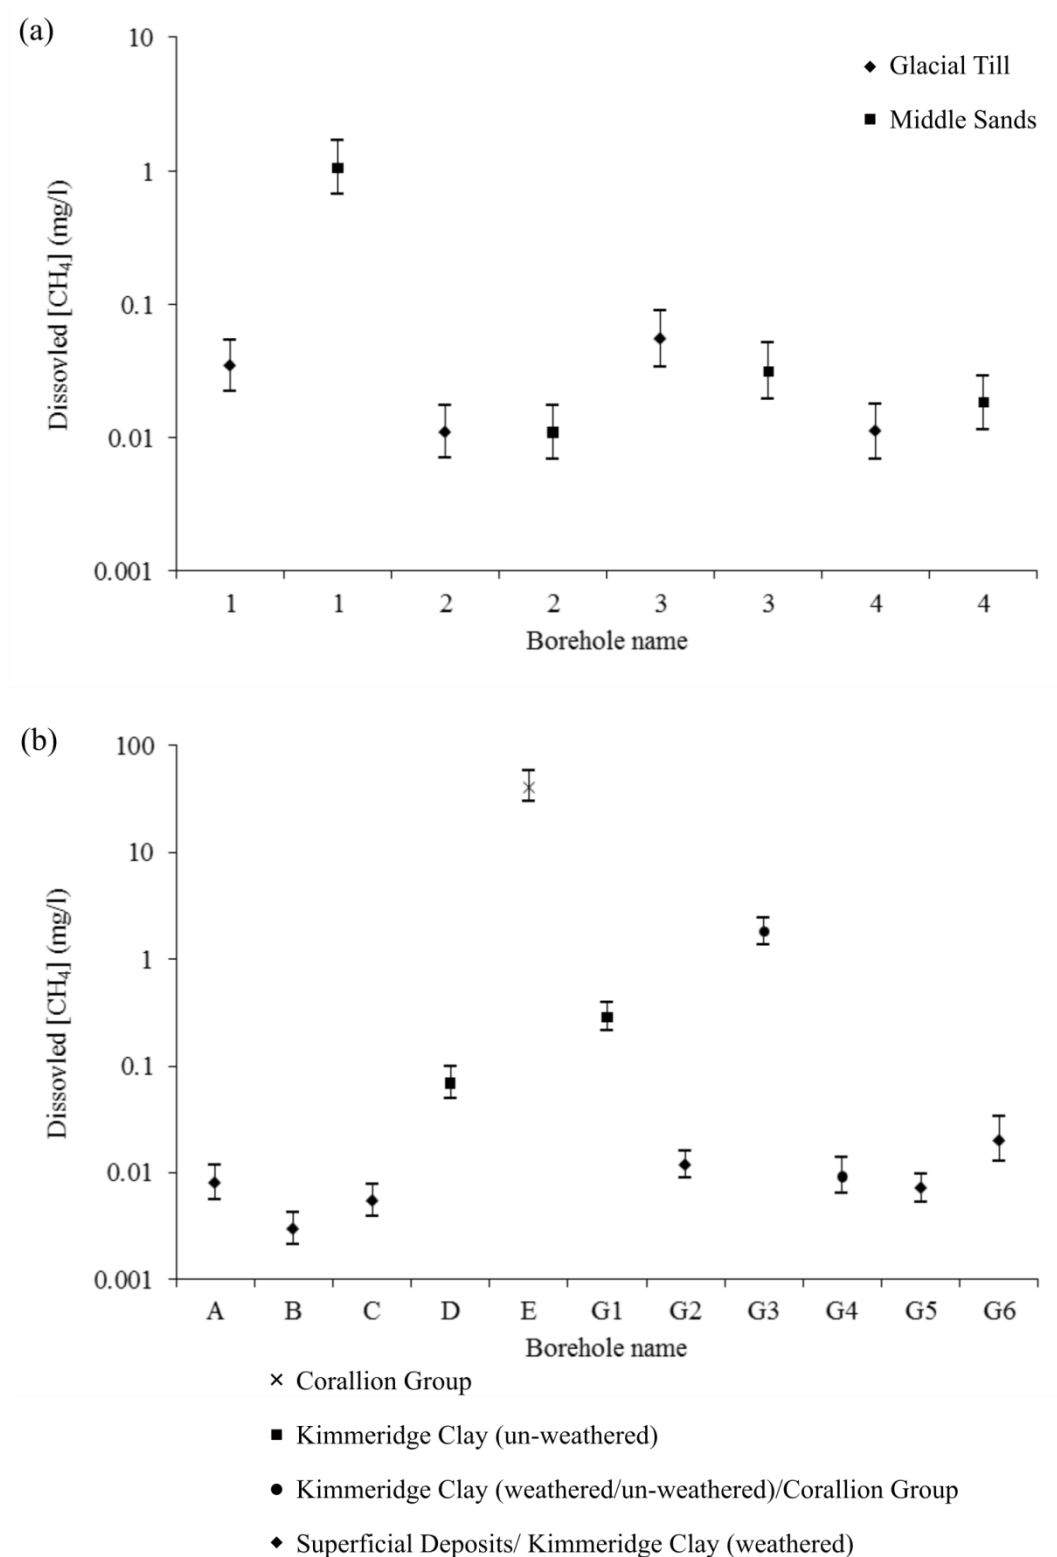 (a)
10
Glacial Till
Middle Sands
1
0.1
0.01
0.001
Dissovled [CH₄] (mg/l)
1 1 2 2 3 3 4 4
Borehole name
(b)
100
10
1
0.1
0.01
0.001
Dissovled [CH₄] (mg/l)
A B C D E G1 G2 G3 G4 G5 G6
Borehole name
Corallion Group
Kimmeridge Clay (un-weathered)
Kimmeridge Clay (weathered/un-weathered)/Corallion Group
Superficial Deposits/ Kimmeridge Clay (weathered)